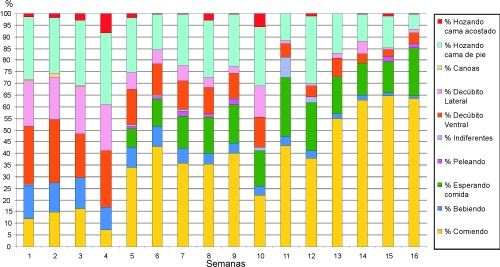 %
100
95
90
85
80
75
70
65
60
55
50
45
40
35
30
25
20
15
10
5
0
1 2 3 4 5 6 7 8 9 10 11 12 13 14 15 16
Semanas
% Hozando
cama acostado
% Hozando
cama de pie
% Canoas
% Decúbito
Lateral
% Decúbito
Ventral
% Indiferentes
% Peleando
% Esperando
comida
% Bebiendo
% Comiendo